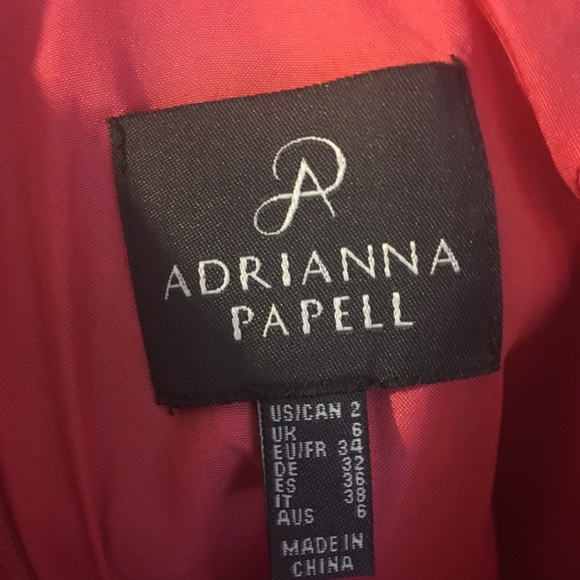 ADRIANNA
PAPELL
US/CAN 2
UK 6
EU/FR 34
DE 32
ES 36
IT 38
AUS 6
MADE IN
CHINA